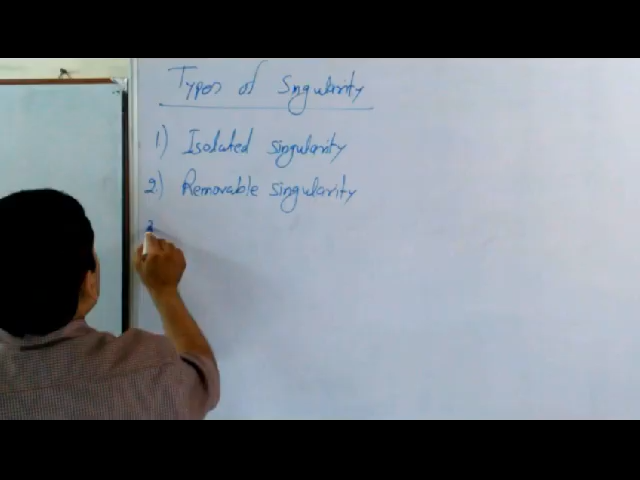 Types of Singularity
1) Isolated singularity
2) Removable singularity